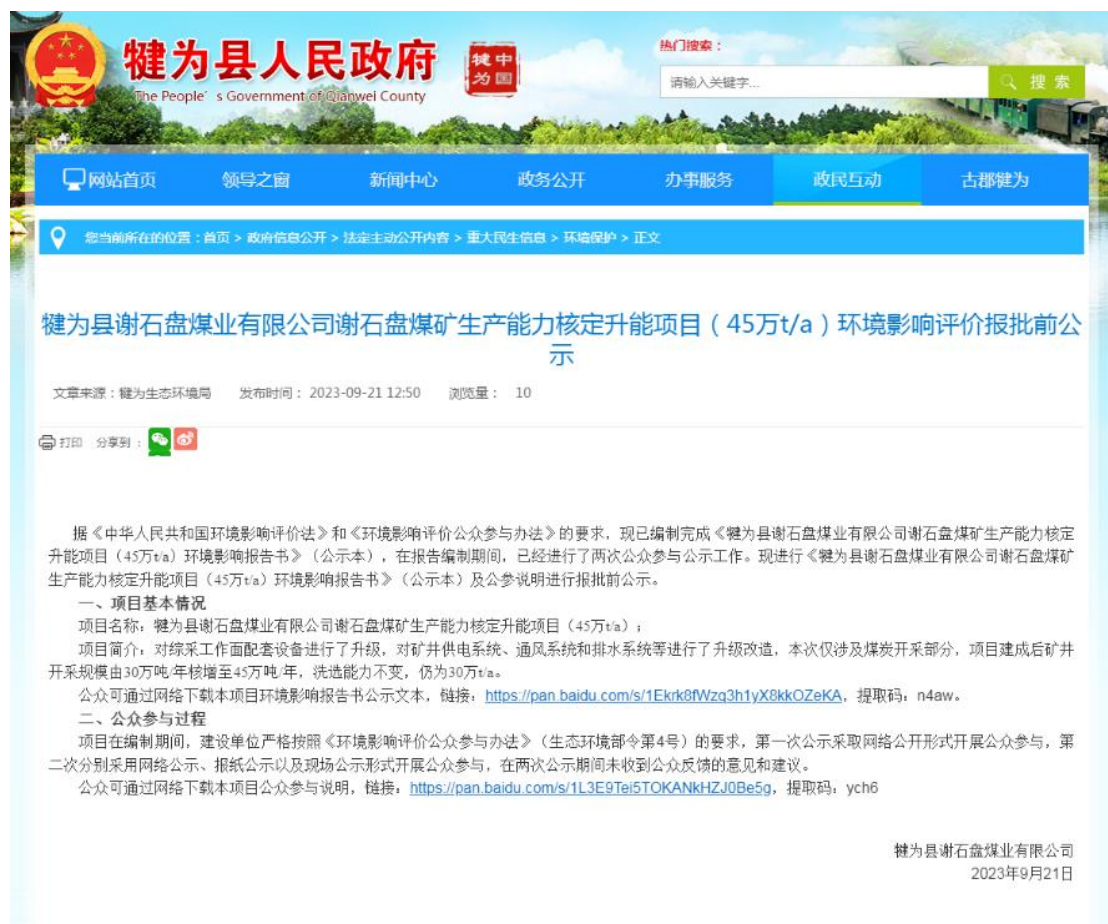 犍为县人民政府
The People's Government of Qianwei County
犍为
中国
热门搜索：
请输入关键字...
搜 索
网站首页 领导之窗 新闻中心 政务公开 办事服务 政民互动 古郡犍为
您当前所在的位置：首页 > 政府信息公开 > 法定主动公开内容 > 重大民生信息 > 环境保护 > 正文
犍为县谢石盘煤业有限公司谢石盘煤矿生产能力核定升能项目（45万t/a）环境影响评价报批前公
示
文章来源：犍为生态环境局 发布时间： 2023-09-21 12:50 浏览量： 10
打印 分享到：
据《中华人民共和国环境影响评价法》和《环境影响评价公众参与办法》的要求，现已编制完成《犍为县谢石盘煤业有限公司谢石盘煤矿生产能力核定
升能项目（45万t/a）环境影响报告书》（公示本），在报告编制期间，已经进行了两次公众参与公示工作。现进行《犍为县谢石盘煤业有限公司谢石盘煤矿
生产能力核定升能项目（45万t/a）环境影响报告书》（公示本）及公参说明进行报批前公示。
一、项目基本情况
项目名称：犍为县谢石盘煤业有限公司谢石盘煤矿生产能力核定升能项目（45万t/a）；
项目简介：对综采工作面配套设备进行了升级，对矿井供电系统、通风系统和排水系统等进行了升级改造，本次仅涉及煤炭开采部分，项目建成后矿井
开采规模由30万吨/年核增至45万吨/年，洗选能力不变，仍为30万t/a。
公众可通过网络下载本项目环境影响报告书公示文本，链接：https://pan.baidu.com/s/1Ekrk8fWzq3h1yX8kkOZeKA，提取码：n4aw。
二、公众参与过程
项目在编制期间，建设单位严格按照《环境影响评价公众参与办法》（生态环境部令第4号）的要求，第一次公示采取网络公开形式开展公众参与，第
二次分别采用网络公示、报纸公示以及现场公示形式开展公众参与，在两次公示期间未收到公众反馈的意见和建议。
公众可通过网络下载本项目公众参与说明，链接：https://pan.baidu.com/s/1L3E9Tei5TOKANkHZJ0Be5g，提取码：ych6
犍为县谢石盘煤业有限公司
2023年9月21日